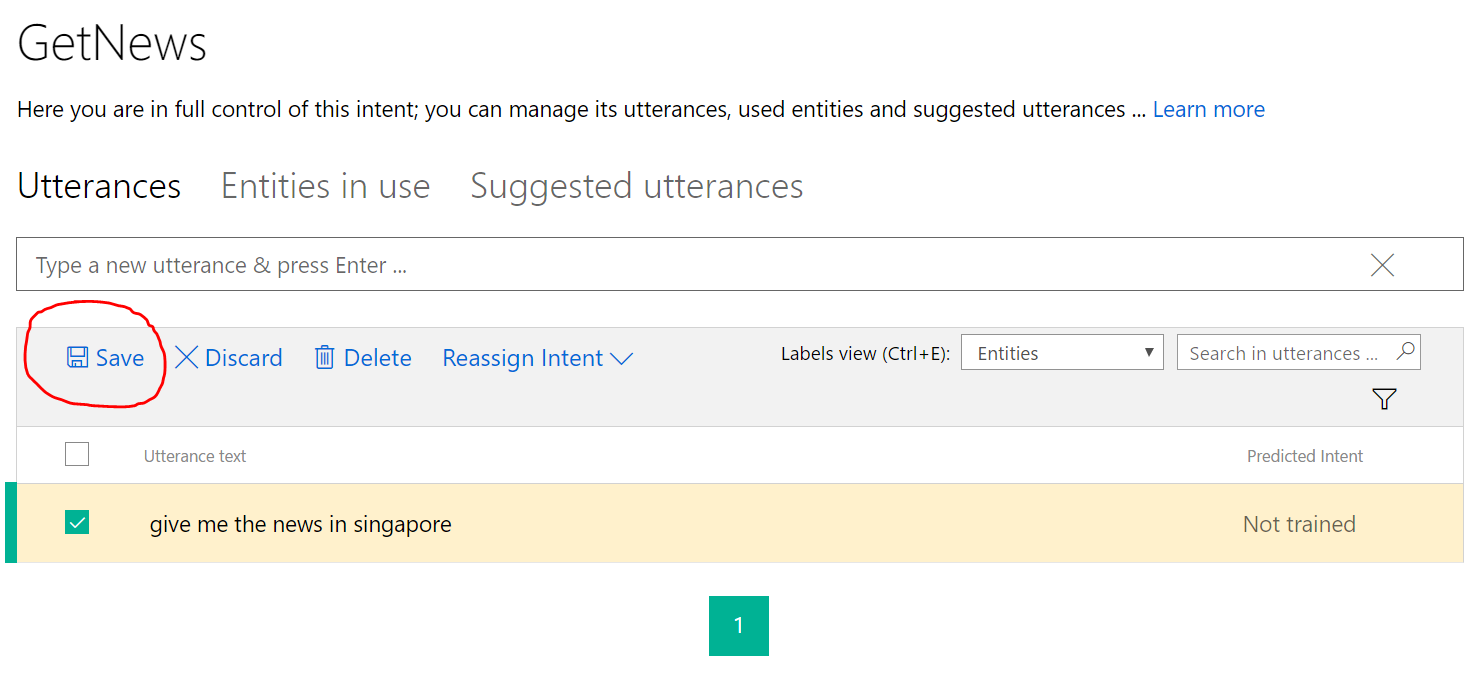 GetNews
Here you are in full control of this intent; you can manage its utterances, used entities and suggested utterances ... Learn more
Utterances Entities in use Suggested utterances
Type a new utterance & press Enter ...
Save Discard Delete Reassign Intent Labels view (Ctrl+E): Entities Search in utterances ...
Utterance text Predicted Intent
give me the news in singapore Not trained
1